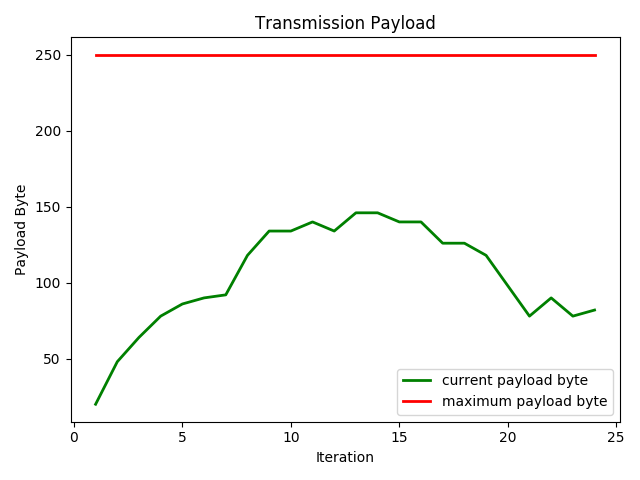 Transmission Payload
250
200
150
100
50
Payload Byte
current payload byte
maximum payload byte
0 5 10 15 20 25
Iteration